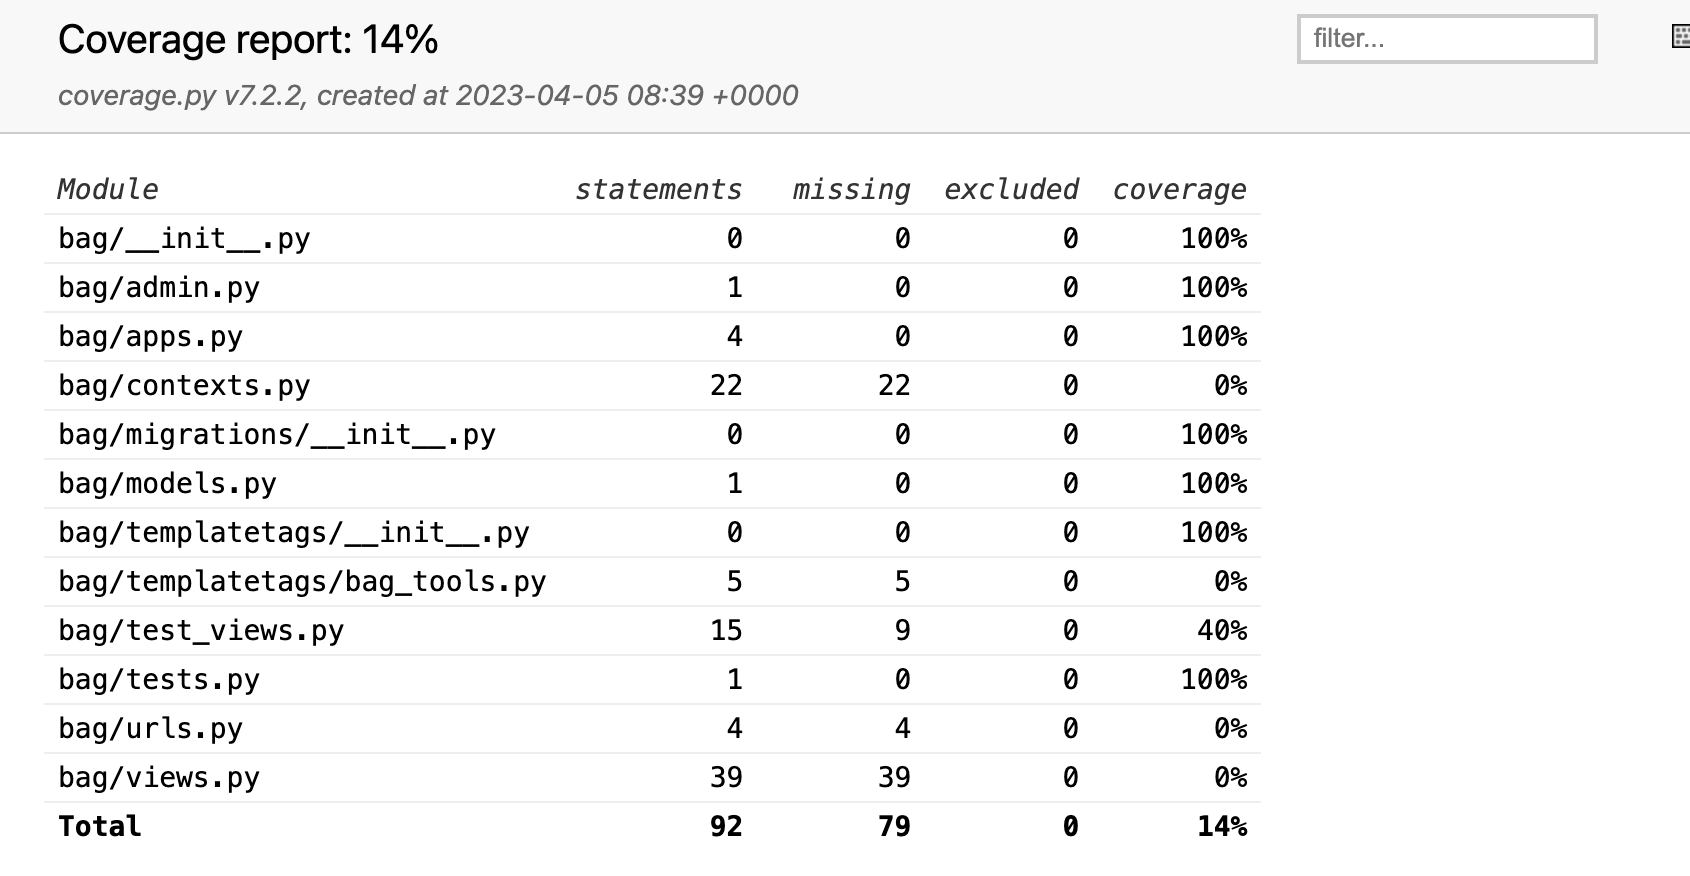 Coverage report: 14%
filter...
coverage.py v7.2.2, created at 2023-04-05 08:39 +0000
Module statements missing excluded coverage
bag/__init__.py 0 0 0 100%
bag/admin.py 1 0 0 100%
bag/apps.py 4 0 0 100%
bag/contexts.py 22 22 0 0%
bag/migrations/__init__.py 0 0 0 100%
bag/models.py 1 0 0 100%
bag/templatetags/__init__.py 0 0 0 100%
bag/templatetags/bag_tools.py 5 5 0 0%
bag/test_views.py 15 9 0 40%
bag/tests.py 1 0 0 100%
bag/urls.py 4 4 0 0%
bag/views.py 39 39 0 0%
Total 92 79 0 14%